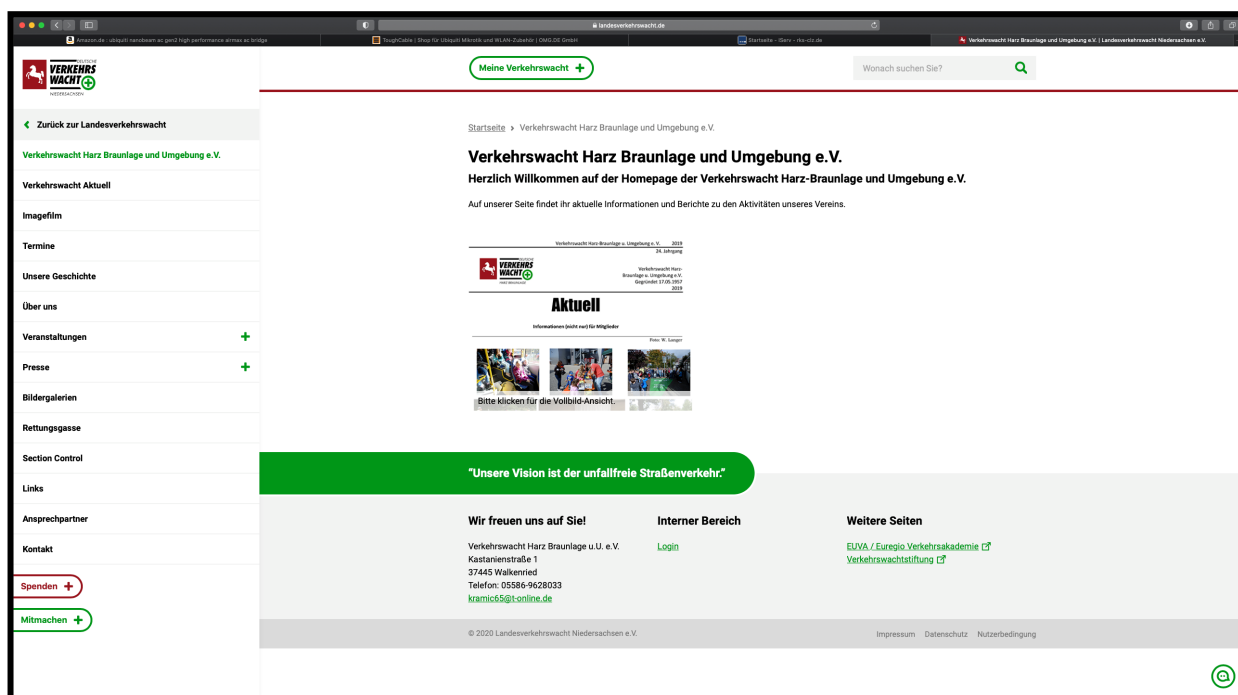 landesverkehrswacht.de
Amazon.de : ubiquiti nanobeam ac gen2 high performance airmax ac bridge
ToughCable | Shop für Ubiquiti Mikrotik und WLAN-Zubehör | OMG.DE GmbH
Startseite - IServ - rks-clz.de
Verkehrswacht Harz Braunlage und Umgebung e.V. | Landesverkehrswacht Niedersachsen e.V.
DEUTSCHE
VERKEHRS
WACHT
NIEDERSACHSEN
Meine Verkehrswacht +
Wonach suchen Sie?
Zurück zur Landesverkehrswacht
Verkehrswacht Harz Braunlage und Umgebung e.V.
Verkehrswacht Aktuell
Imagefilm
Termine
Unsere Geschichte
Über uns
Veranstaltungen +
Presse +
Bildergalerien
Rettungsgasse
Section Control
Links
Ansprechpartner
Kontakt
Spenden +
Mitmachen +
Startseite › Verkehrswacht Harz Braunlage und Umgebung e.V.
Verkehrswacht Harz Braunlage und Umgebung e.V.
Herzlich Willkommen auf der Homepage der Verkehrswacht Harz-Braunlage und Umgebung e.V.
Auf unserer Seite findet ihr aktuelle Informationen und Berichte zu den Aktivitäten unseres Vereins.
Verkehrswacht Harz-Braunlage u. Umgebung e. V. 2019
24. Jahrgang
DEUTSCHE
VERKEHRS
WACHT
HARZ BRAUNLAGE
Verkehrswacht Harz-
Braunlage u. Umgebung e.V.
Gegründet 17.05.1957
2019
Aktuell
Informationen (nicht nur) für Mitglieder
Foto: W. Langer
Bitte klicken für die Vollbild-Ansicht.
"Unsere Vision ist der unfallfreie Straßenverkehr."
Wir freuen uns auf Sie!
Verkehrswacht Harz Braunlage u.U. e.V.
Kastanienstraße 1
37445 Walkenried
Telefon: 05586-9628033
kramic65@t-online.de
Interner Bereich
Login
Weitere Seiten
EUVA / Euregio Verkehrsakademie
Verkehrswachtstiftung
© 2020 Landesverkehrswacht Niedersachsen e.V.
Impressum Datenschutz Nutzerbedingung